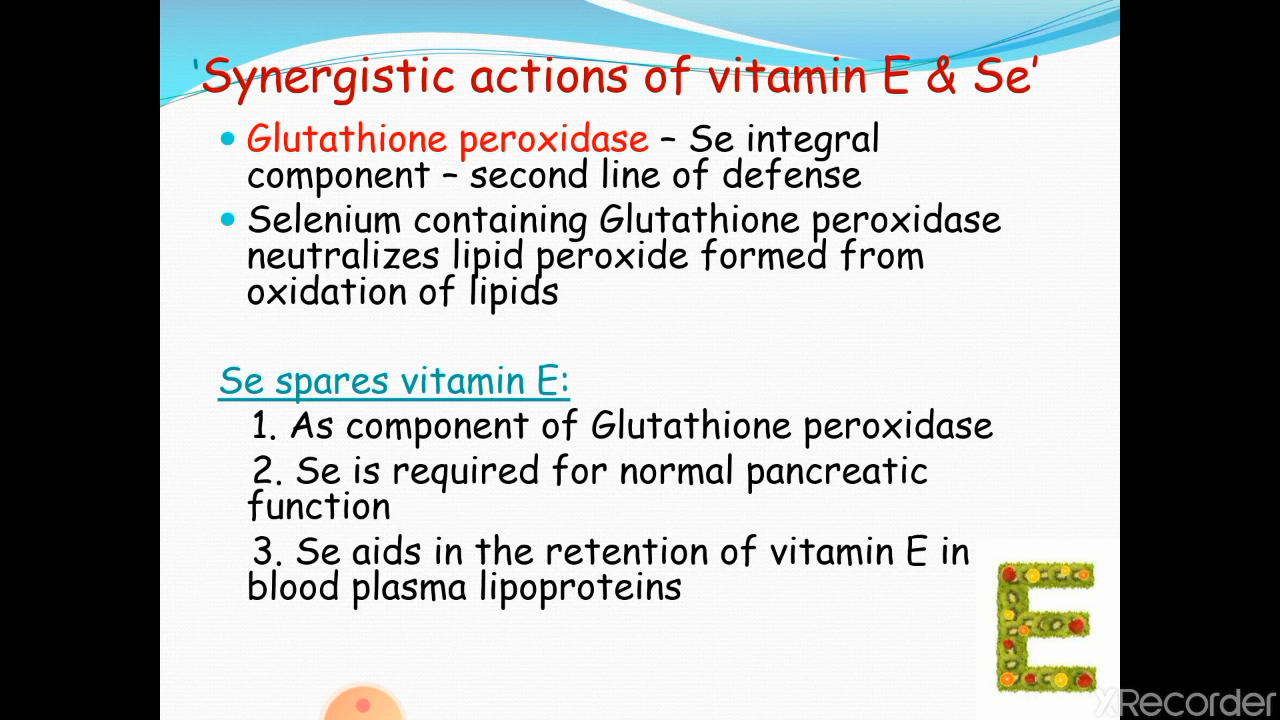 'Synergistic actions of vitamin E & Se'
• Glutathione peroxidase – Se integral
component – second line of defense
• Selenium containing Glutathione peroxidase
neutralizes lipid peroxide formed from
oxidation of lipids
Se spares vitamin E:
1. As component of Glutathione peroxidase
2. Se is required for normal pancreatic
function
3. Se aids in the retention of vitamin E in
blood plasma lipoproteins
E
XRecorder